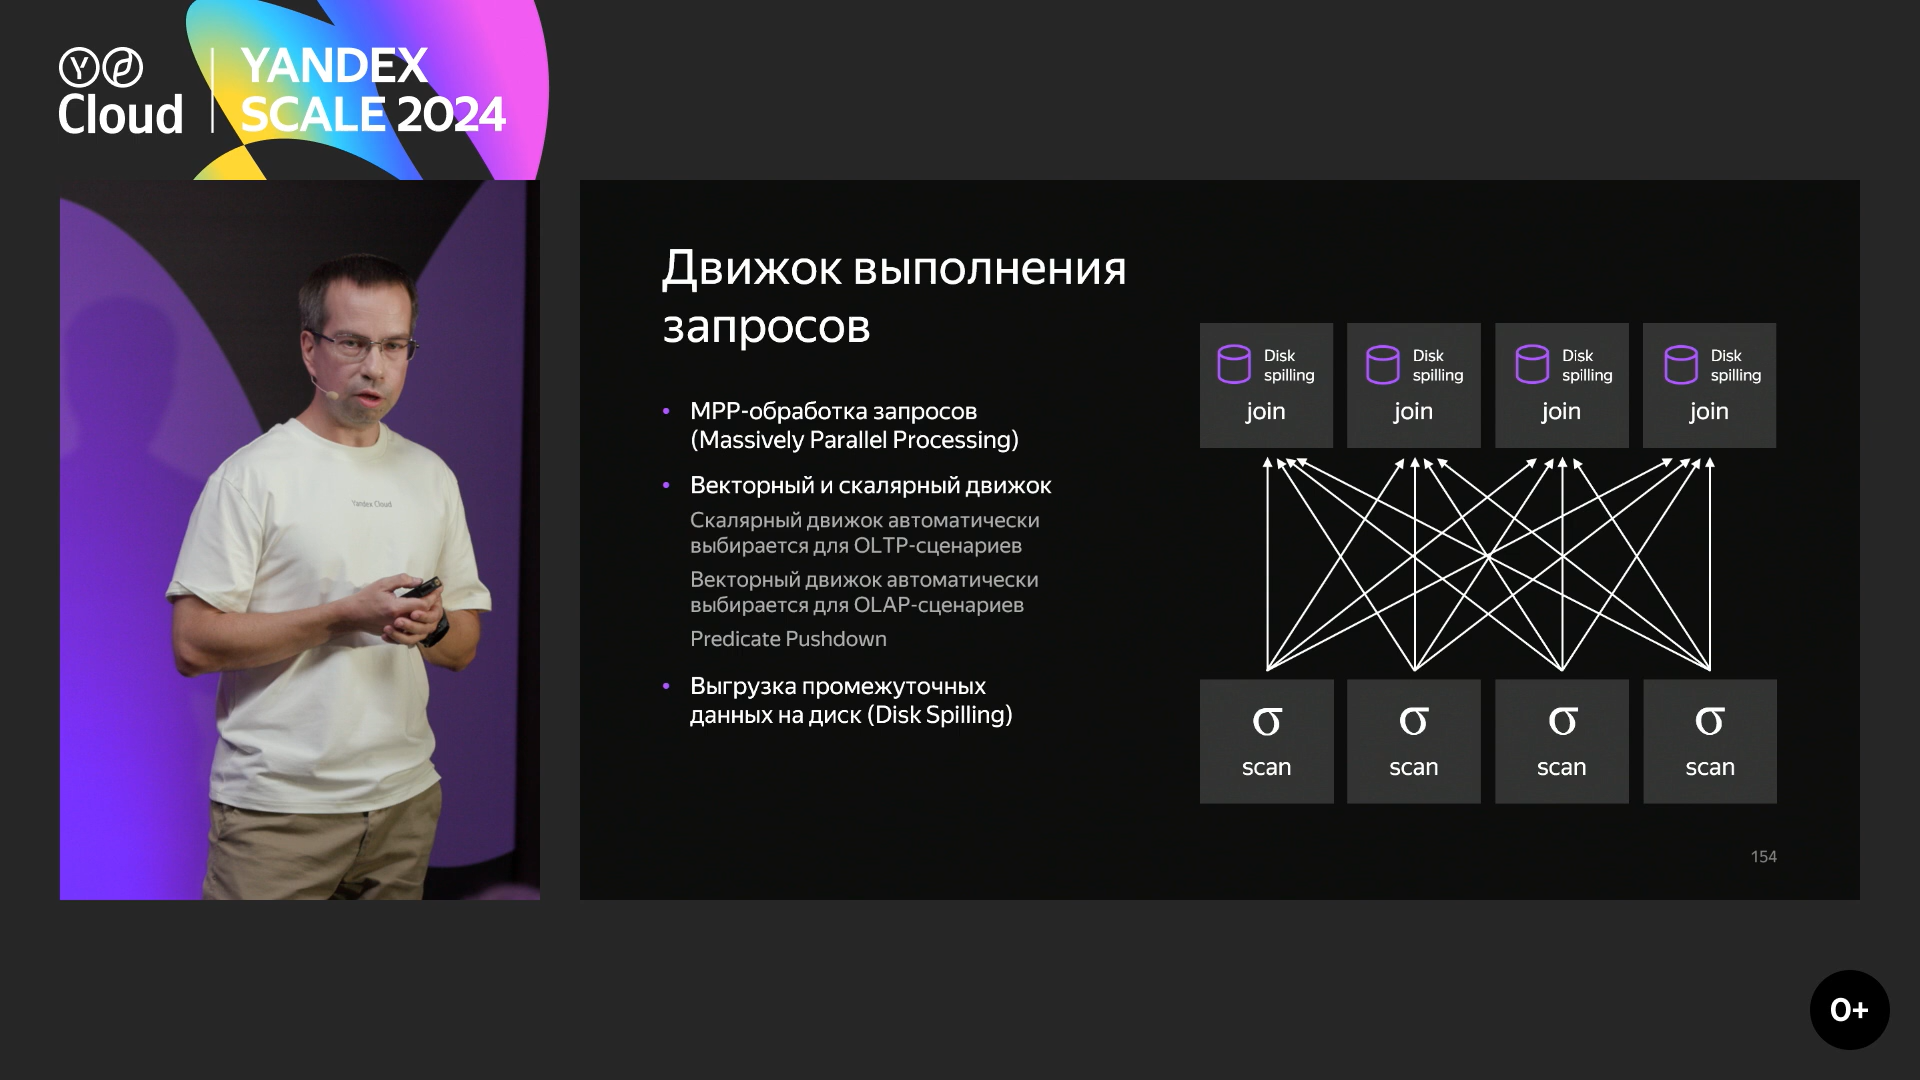 Cloud
YANDEX
SCALE 2024
Yandex Cloud
Движок выполнения
запросов
• MPP-обработка запросов
(Massively Parallel Processing)
• Векторный и скалярный движок
Скалярный движок автоматически
выбирается для OLTP-сценариев
Векторный движок автоматически
выбирается для OLAP-сценариев
Predicate Pushdown
• Выгрузка промежуточных
данных на диск (Disk Spilling)
Disk
spilling
join
Disk
spilling
join
Disk
spilling
join
Disk
spilling
join
σ
scan
σ
scan
σ
scan
σ
scan
154
0+